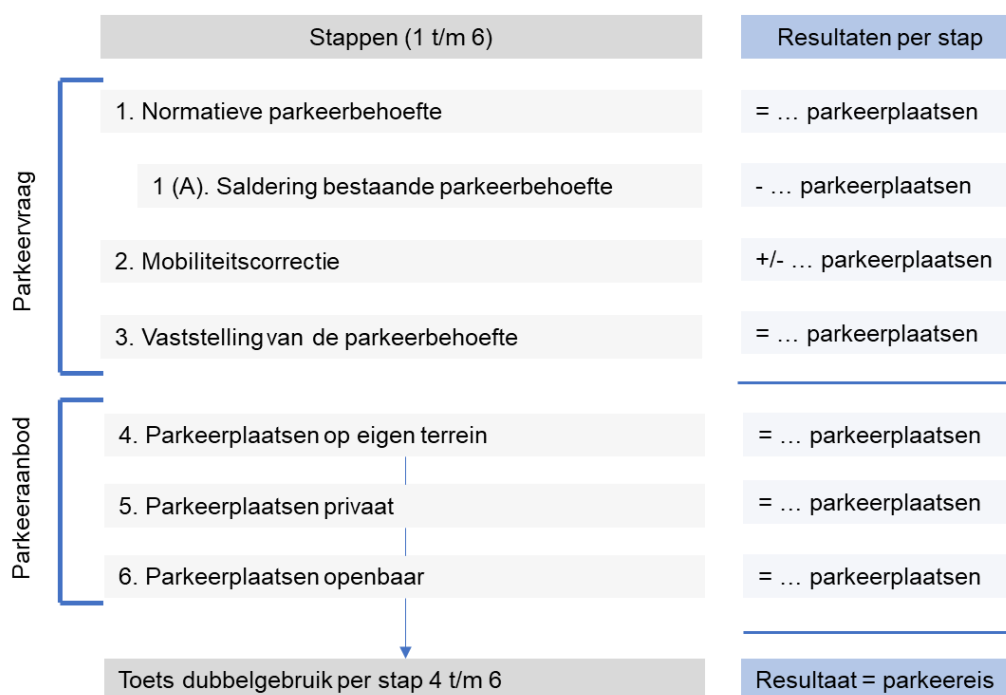 Stappen (1 t/m 6)
Resultaten per stap
Parkeervraag
1. Normatieve parkeerbehoefte
= … parkeerplaatsen
1 (A). Saldering bestaande parkeerbehoefte
- … parkeerplaatsen
2. Mobiliteitscorrectie
+/- … parkeerplaatsen
3. Vaststelling van de parkeerbehoefte
= … parkeerplaatsen
Parkeeraanbod
4. Parkeerplaatsen op eigen terrein
= … parkeerplaatsen
5. Parkeerplaatsen privaat
= … parkeerplaatsen
6. Parkeerplaatsen openbaar
= … parkeerplaatsen
Toets dubbelgebruik per stap 4 t/m 6
Resultaat = parkeereis